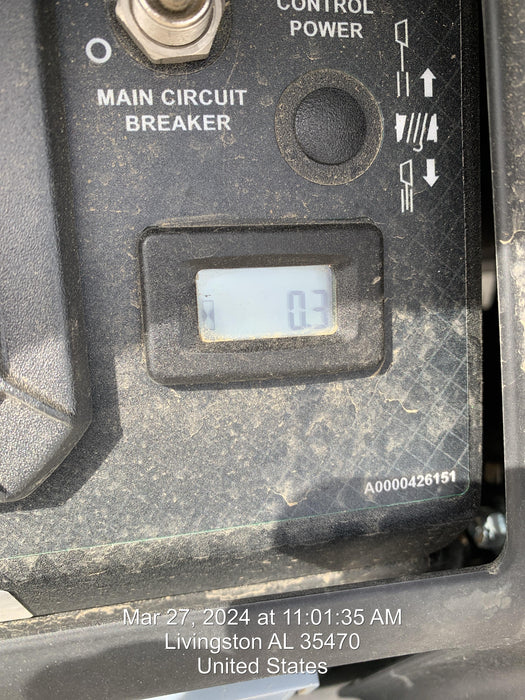 CONTROL
POWER
O
MAIN CIRCUIT
BREAKER
0.3
A0000426151
Mar 27, 2024 at 11:01:35 AM
Livingston AL 35470
United States